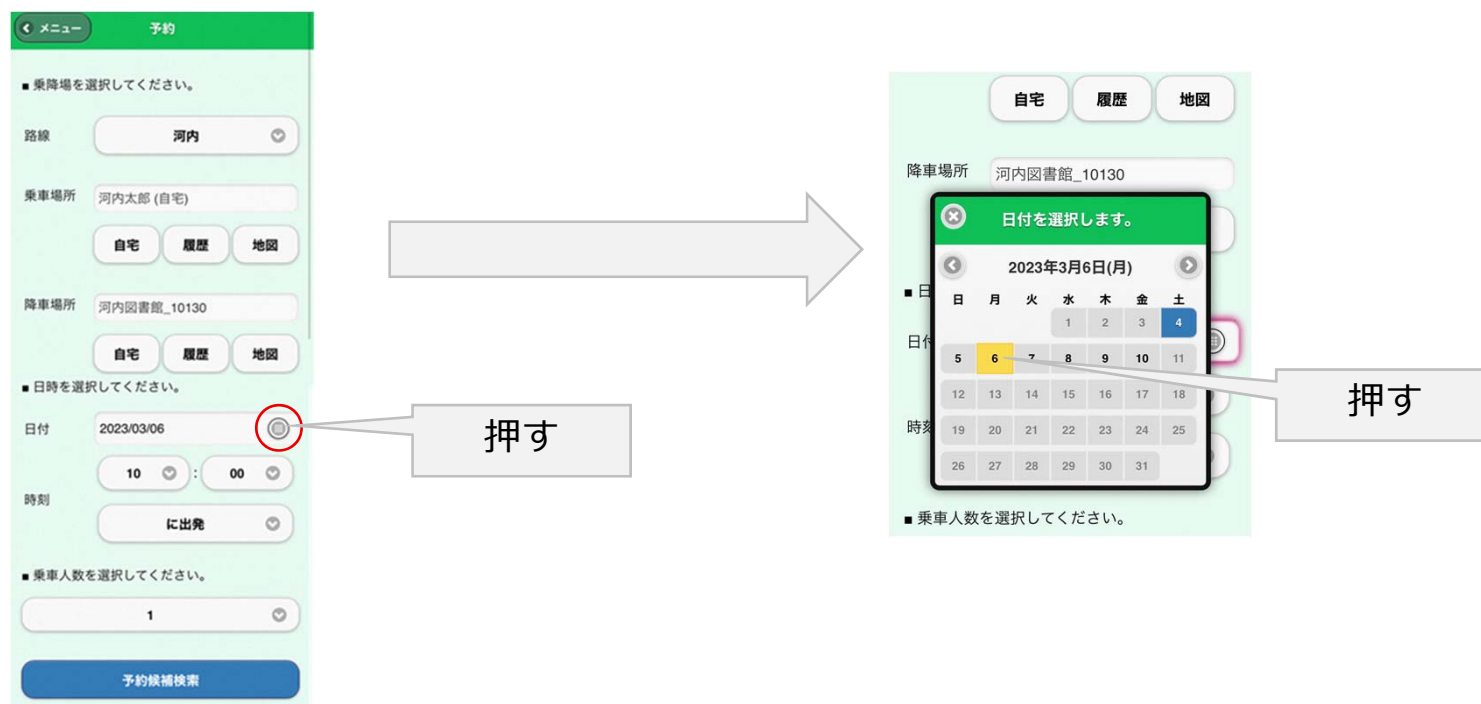 メニュー
予約
■ 乗降場を選択してください。
路線 河内
乗車場所 河内太郎 (自宅)
自宅 履歴 地図
降車場所 河内図書館_10130
自宅 履歴 地図
■ 日時を選択してください。
日付 2023/03/06
10 : 00
時刻
に出発
■ 乗車人数を選択してください。
1
予約候補検索
押す
自宅 履歴 地図
降車場所 河内図書館_10130
日付を選択します。
2023年3月6日(月)
■ 日
日 月 火 水 木 金 土
1 2 3 4
日付
5 6 7 8 9 10 11
12 13 14 15 16 17 18
時刻
19 20 21 22 23 24 25
26 27 28 29 30 31
■ 乗車人数を選択してください。
押す